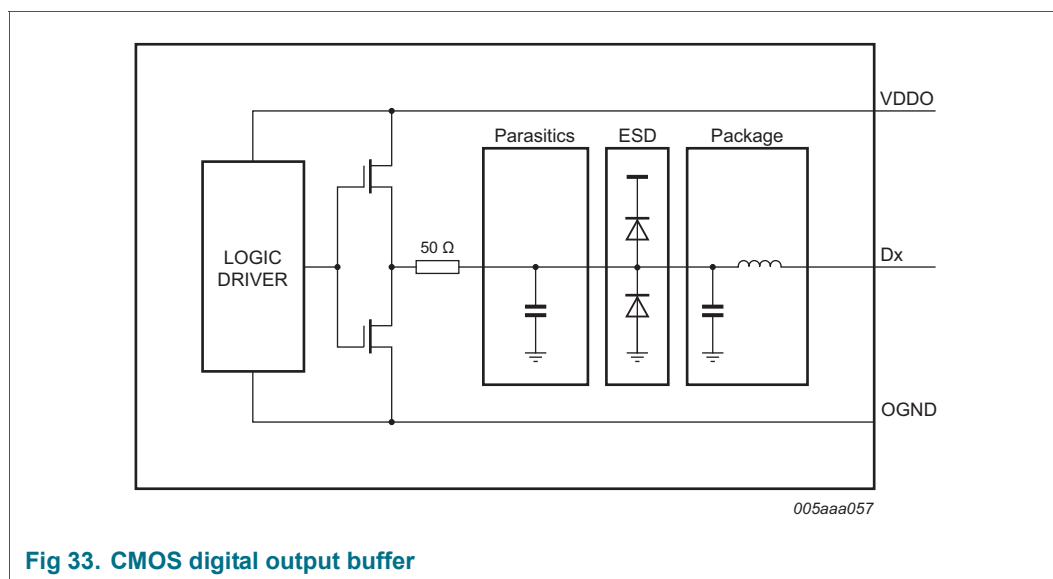 VDDO
Parasitics ESD Package
50 Ω
LOGIC
DRIVER
Dx
OGND
005aaa057
Fig 33. CMOS digital output buffer